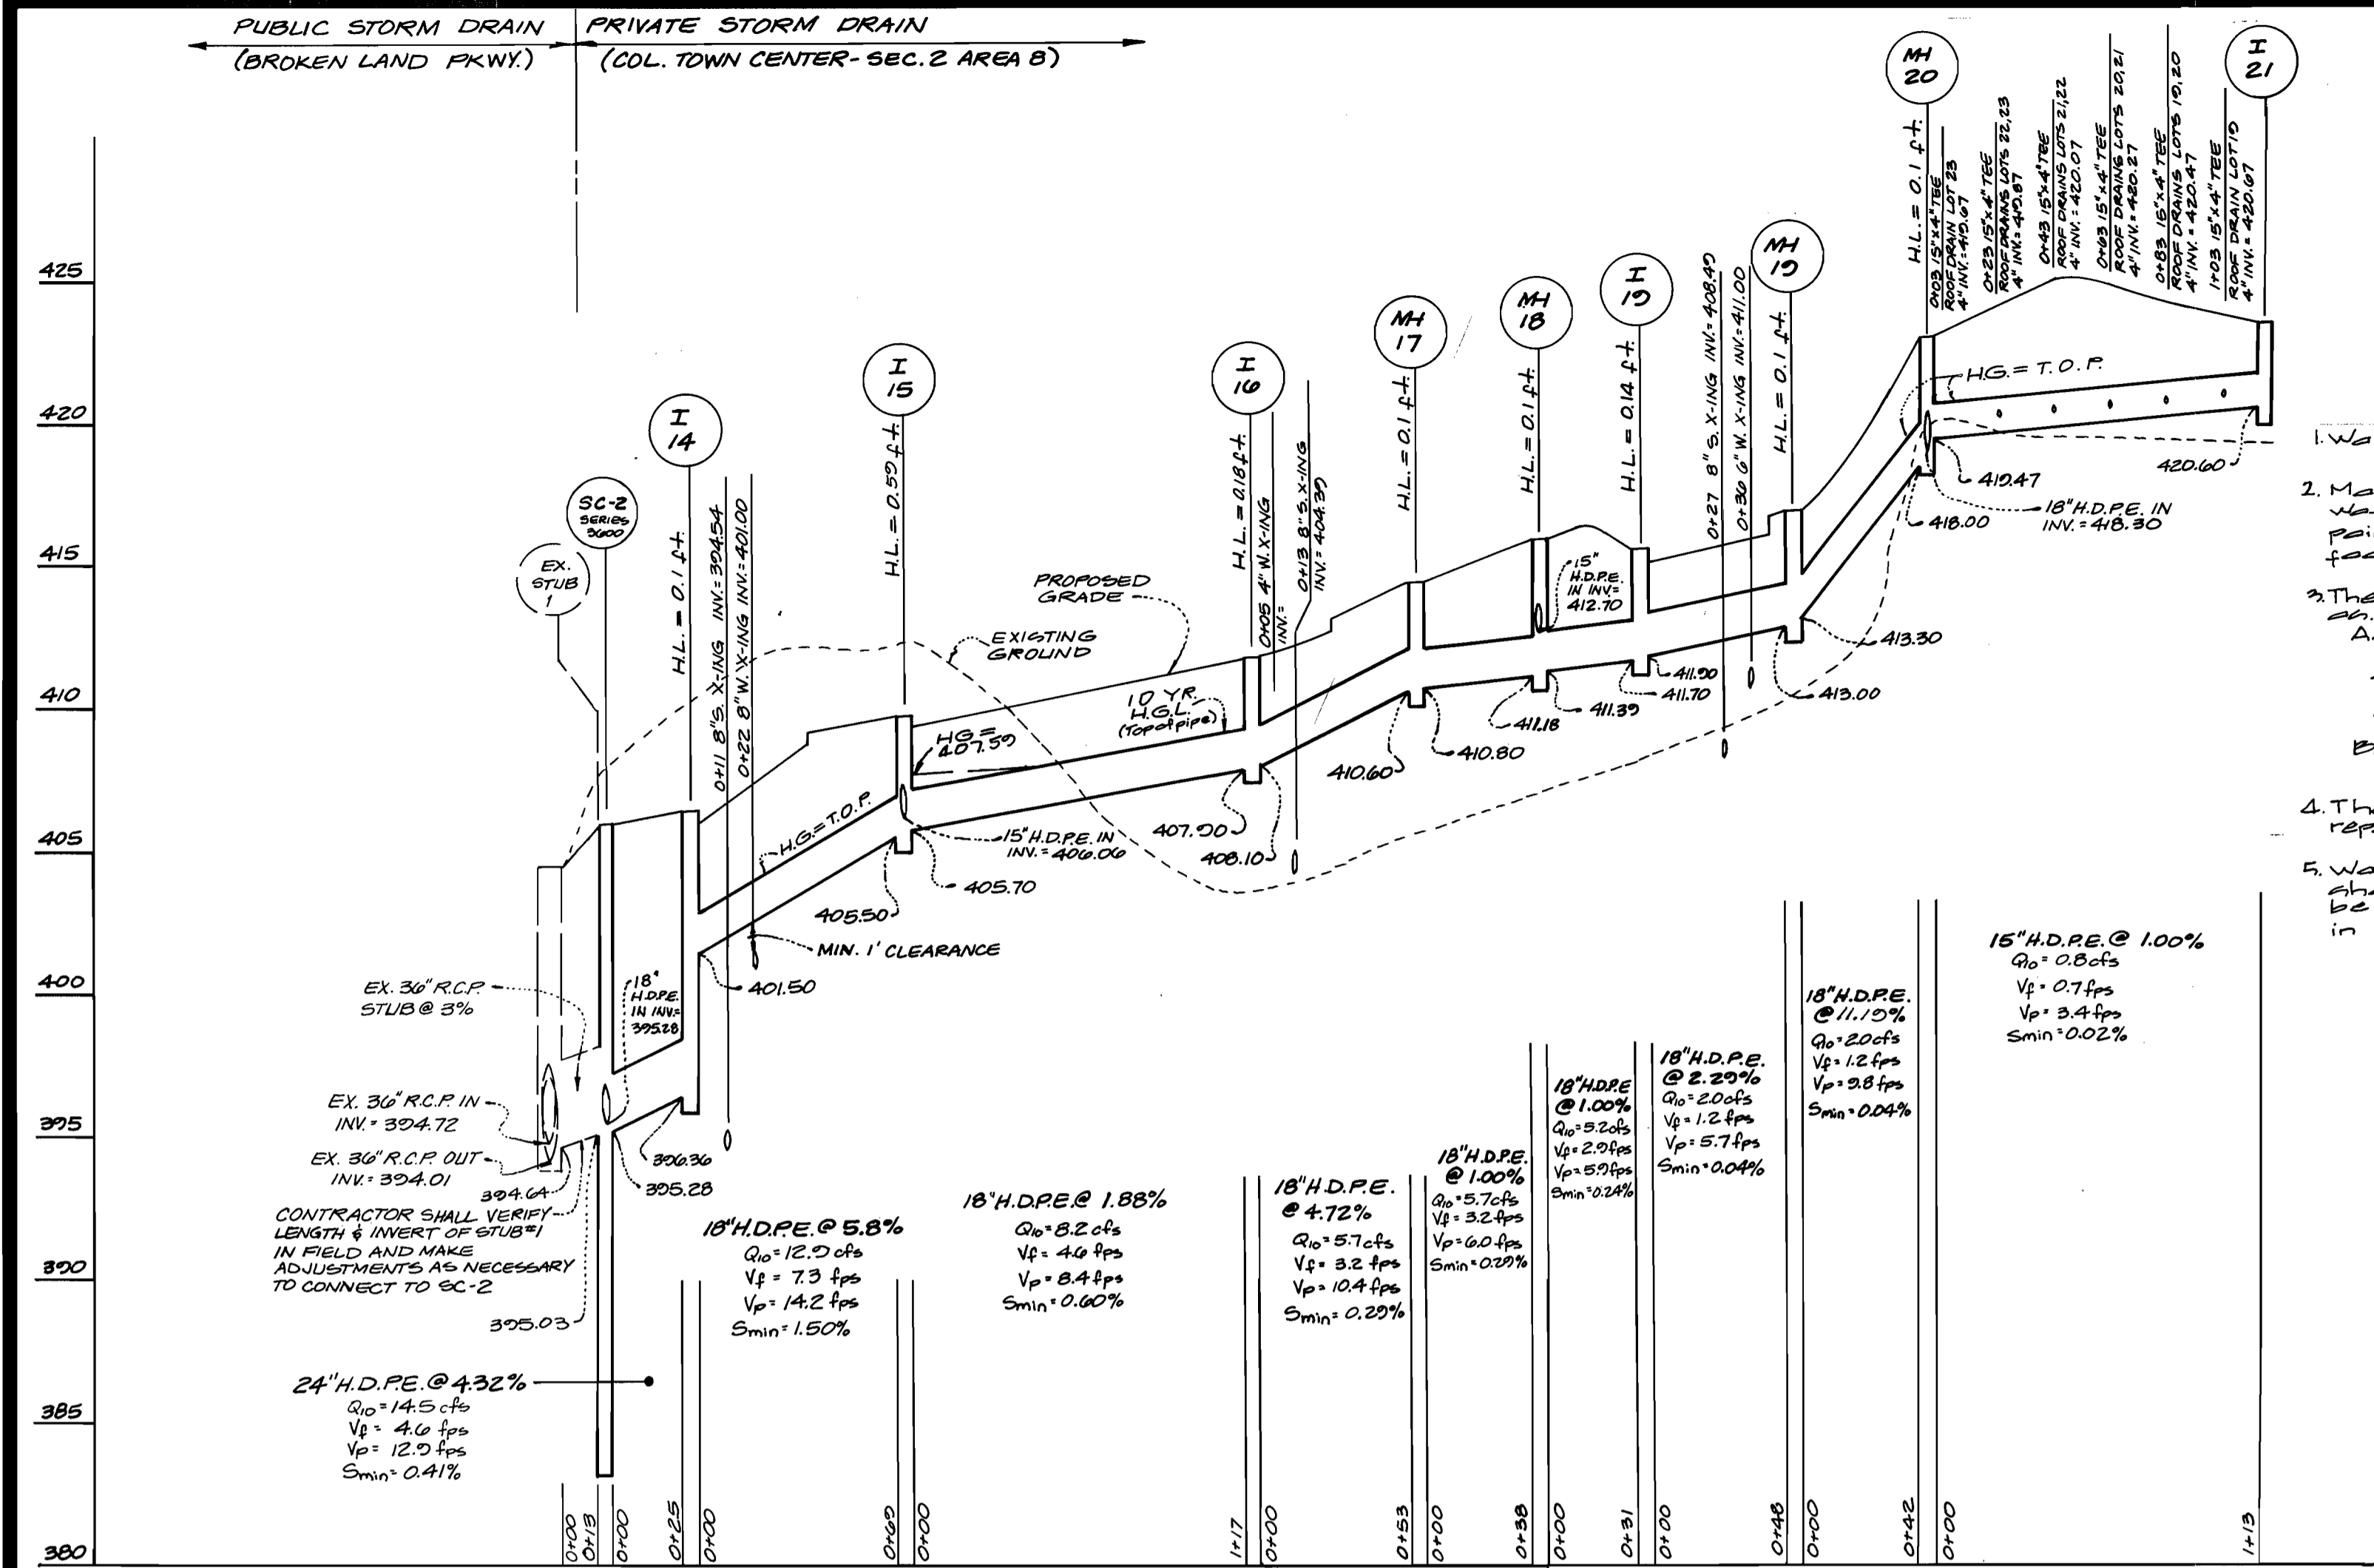 PUBLIC STORM DRAIN
(BROKEN LAND PKWY.)
PRIVATE STORM DRAIN
(COL. TOWN CENTER-SEC.2 AREA 8)
425
420
415
410
405
400
395
390
385
380
EX.
STUB
1
SC-2
SERIES
3600
I
14
H.L. = 0.1 ft.
0+11 8"S. X-ING INV.=394.54
0+22 8"W. X-ING INV.=401.00
I
15
H.L. = 0.59 ft.
I
16
H.L. = 0.18 ft.
0+05 4" W. X-ING
INV.=
0+13 8"S. X-ING
INV.= 404.39
MH
17
H.L. = 0.1 ft.
MH
18
H.L. = 0.1 ft.
I
19
H.L. = 0.14 ft.
0+27 8"S. X-ING INV.=408.49
0+36 6"W. X-ING INV.=411.00
MH
19
H.L. = 0.1 ft.
MH
20
H.L. = 0.1 ft.
0+03 15"x4"TEE
ROOF DRAIN LOT 23
4"INV.=419.67
0+23 15"x4"TEE
ROOF DRAINS LOTS 22,23
4"INV.=419.87
0+43 15"x4"TEE
ROOF DRAINS LOTS 21,22
4"INV.=420.07
0+63 15"x4"TEE
ROOF DRAINS LOTS 20,21
4"INV.=420.27
0+83 15"x4"TEE
ROOF DRAINS LOTS 19,20
4"INV.=420.47
1+03 15"x4"TEE
ROOF DRAIN LOT19
4"INV.=420.67
I
21
H.G.= T.O.P.
420.60
419.47
18"H.D.P.E. IN
INV.=418.30
418.00
413.30
413.00
411.90
411.70
411.39
411.18
15"
H.D.P.E.
IN INV=
412.70
410.80
410.60
PROPOSED
GRADE
EXISTING
GROUND
10 YR.
H.G.L.
(Top of pipe)
HG=
407.59
H.G.=T.O.P.
15"H.D.P.E. IN
INV.=406.06
407.90
408.10
405.70
405.50
MIN. 1' CLEARANCE
401.50
18"
H.D.P.E.
IN INV.=
395.28
EX. 36"R.C.P.
STUB @ 3%
EX. 36"R.C.P. IN
INV. = 394.72
EX. 36"R.C.P. OUT
INV.= 394.01
394.64
396.36
395.28
CONTRACTOR SHALL VERIFY
LENGTH & INVERT OF STUB#1
IN FIELD AND MAKE
ADJUSTMENTS AS NECESSARY
TO CONNECT TO SC-2
395.03
24"H.D.P.E.@ 4.32%
Q10=14.5 cfs
Vf = 4.6 fps
Vp = 12.9 fps
Smin= 0.41%
18"H.D.P.E.@ 5.8%
Q10=12.9 cfs
Vf = 7.3 fps
Vp= 14.2 fps
Smin= 1.50%
18"H.D.P.E.@ 1.88%
Q10=8.2 cfs
Vf= 4.6 fps
Vp= 8.4 fps
Smin=0.60%
18"H.D.P.E.
@ 4.72%
Q10=5.7cfs
Vf= 3.2 fps
Vp= 10.4 fps
Smin= 0.29%
18"H.D.P.E.
@ 1.00%
Q10=5.7cfs
Vf= 3.2fps
Vp=6.0 fps
Smin=0.29%
18"H.D.P.E
@ 1.00%
Q10=5.2cfs
Vf=2.9fps
Vp=5.9fps
Smin=0.24%
18"H.D.P.E.
@ 2.29%
Q10=2.0cfs
Vf=1.2 fps
Vp=5.7 fps
Smin=0.04%
18"H.D.P.E.
@11.19%
Q10=2.0cfs
Vf=1.2 fps
Vp=9.8 fps
Smin=0.04%
15"H.D.P.E.@ 1.00%
Q10= 0.8cfs
Vf= 0.7fps
Vp= 3.4 fps
Smin=0.02%
1.
2.
3. The
A.
B
4.
5.
be
in
0+00
0+13
0+00
0+25
0+00
0+69
0+00
1+17
0+00
0+53
0+00
0+38
0+00
0+31
0+00
0+48
0+00
0+42
0+00
1+13